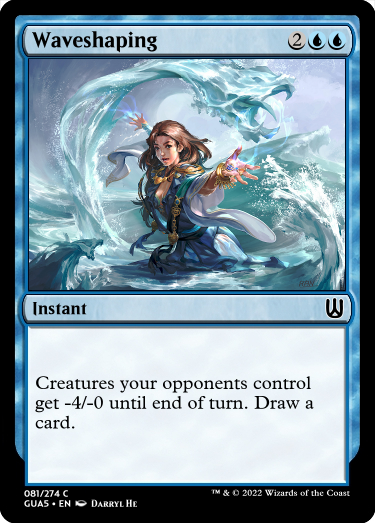 Waveshaping 2
Instant
Creatures your opponents control
get -4/-0 until end of turn. Draw a
card.
081/274 C
GUA5 • EN Darryl He
™ & © 2022 Wizards of the Coast